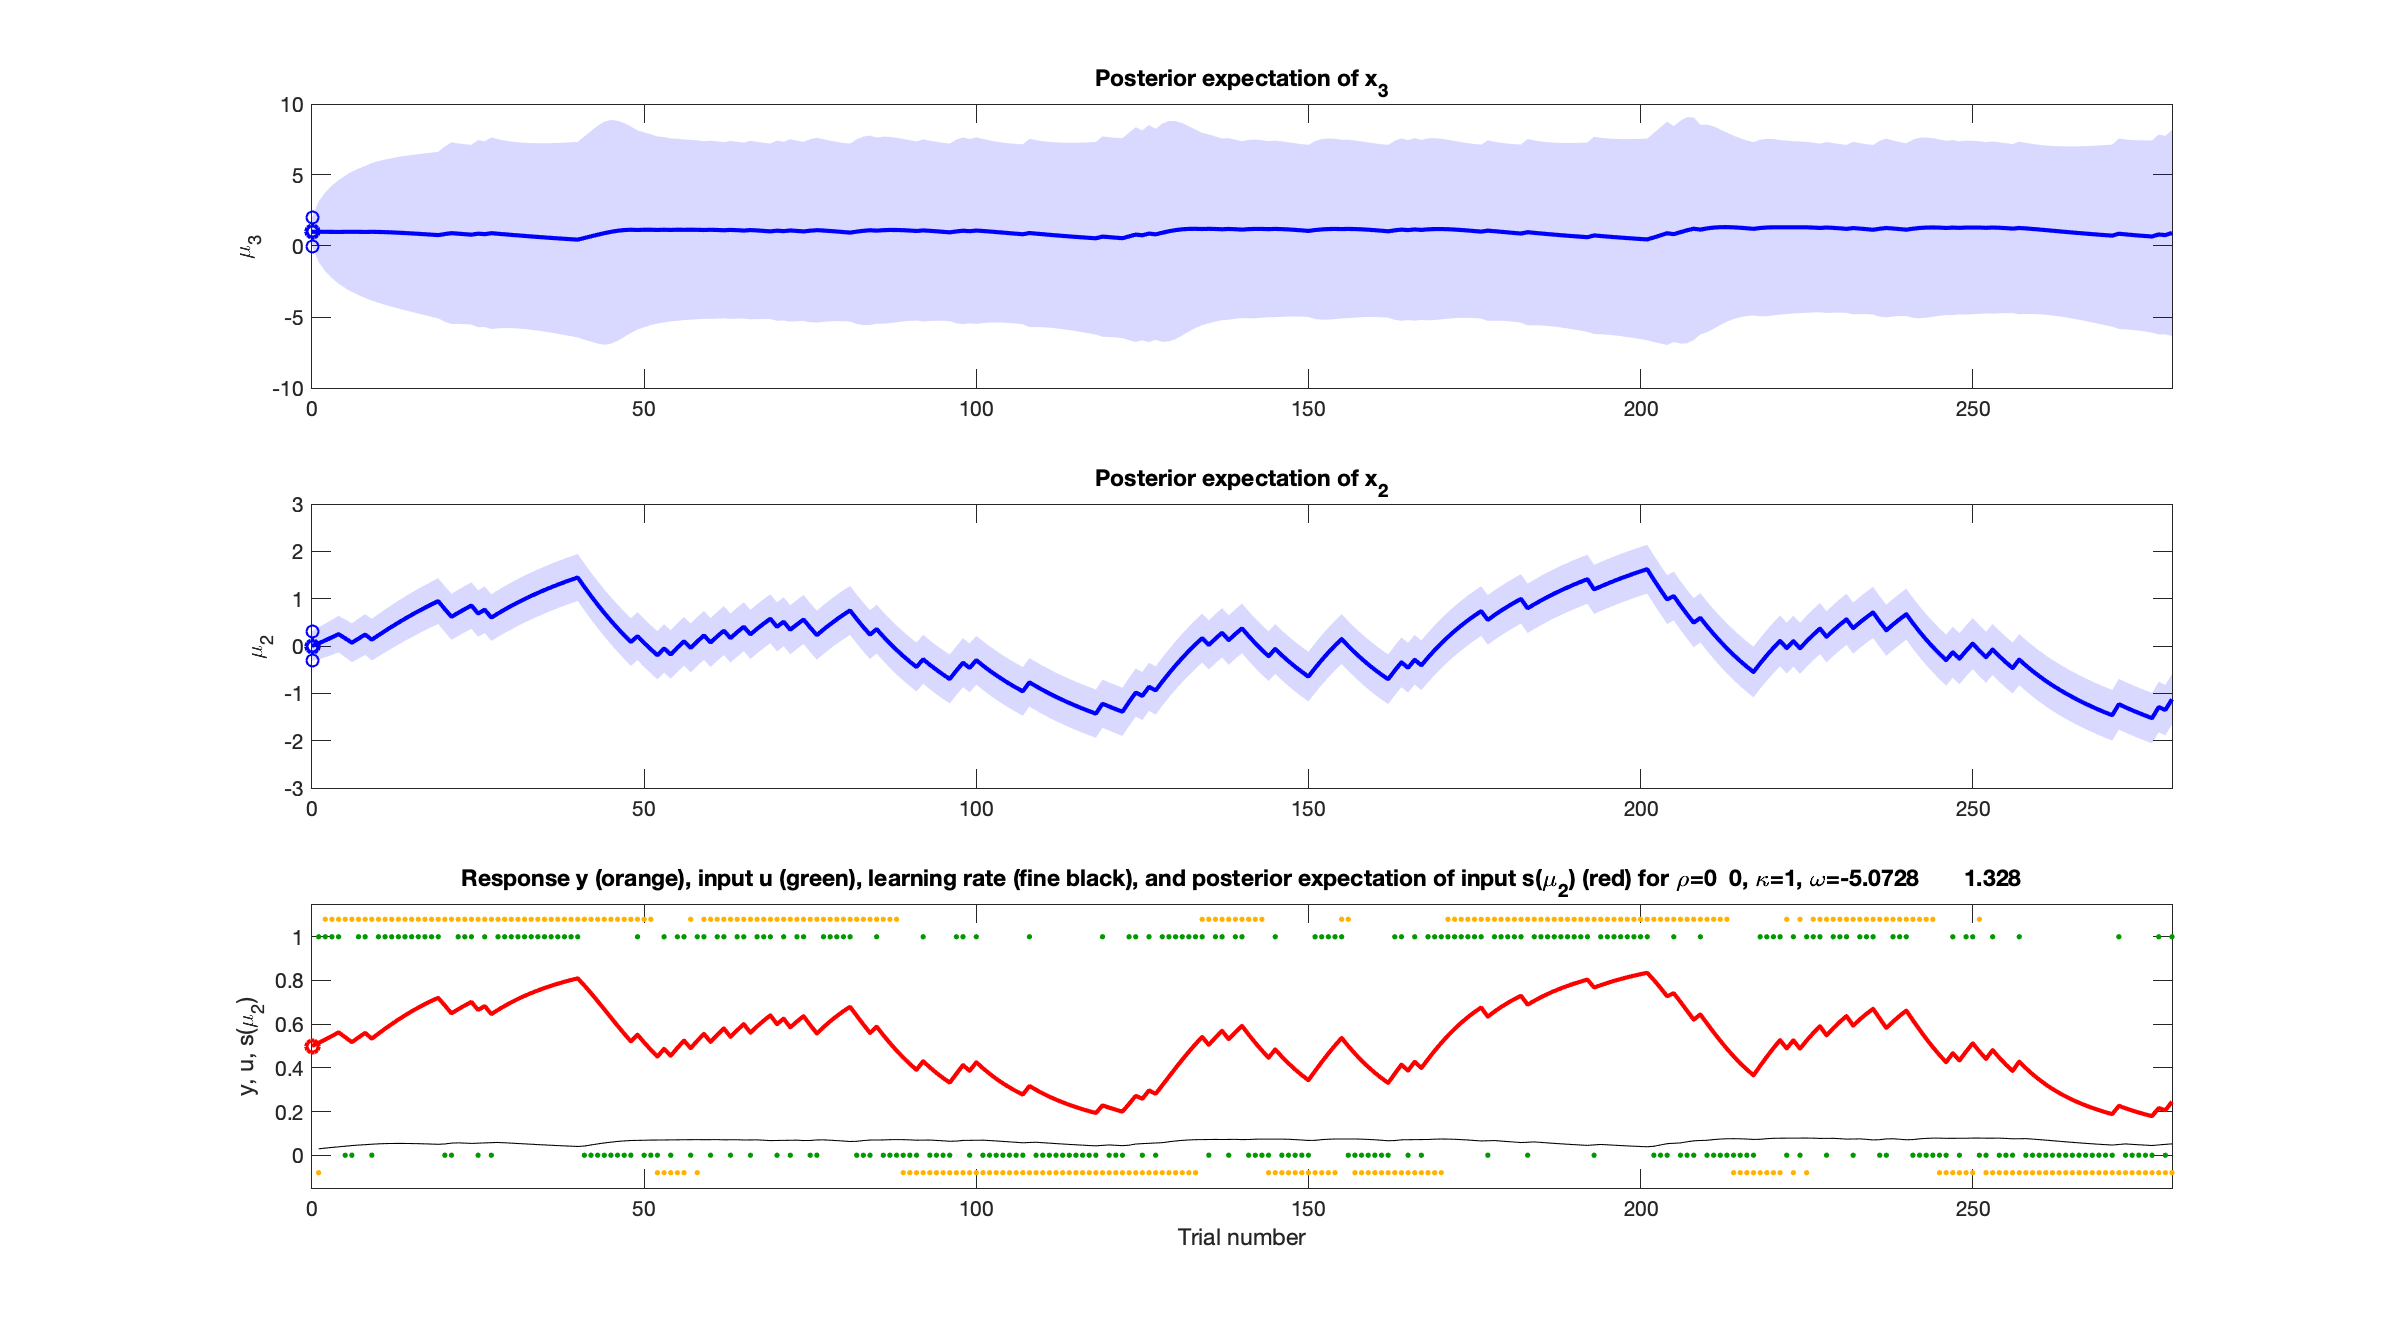 Posterior expectation of x3
10
5
0
-5
-10
μ3
0 50 100 150 200 250
Posterior expectation of x2
3
2
1
0
-1
-2
-3
μ2
0 50 100 150 200 250
Response y (orange), input u (green), learning rate (fine black), and posterior expectation of input s(μ2) (red) for ρ=0 0, κ=1, ω=-5.0728 1.328
1
0.8
0.6
0.4
0.2
0
y, u, s(μ2)
0 50 100 150 200 250
Trial number